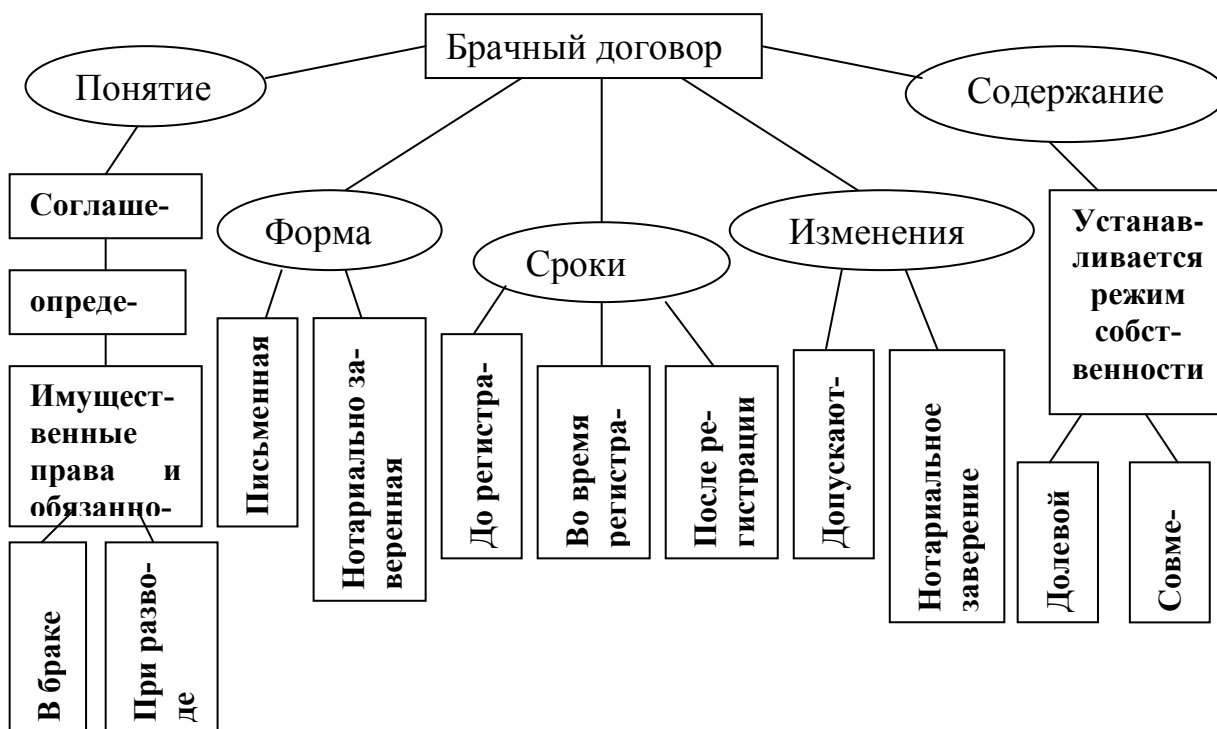 Брачный договор
Понятие
Содержание
Соглаше-
опреде-
Имущест-
венные
права и
обязанно-
В браке
При разво-
де
Форма
Письменная
Нотариально за-
веренная
Сроки
До регистра-
Во время
регистра-
После ре-
гистрации
Изменения
Допускают-
Нотариальное
заверение
Устанав-
ливается
режим
собст-
венности
Долевой
Совме-